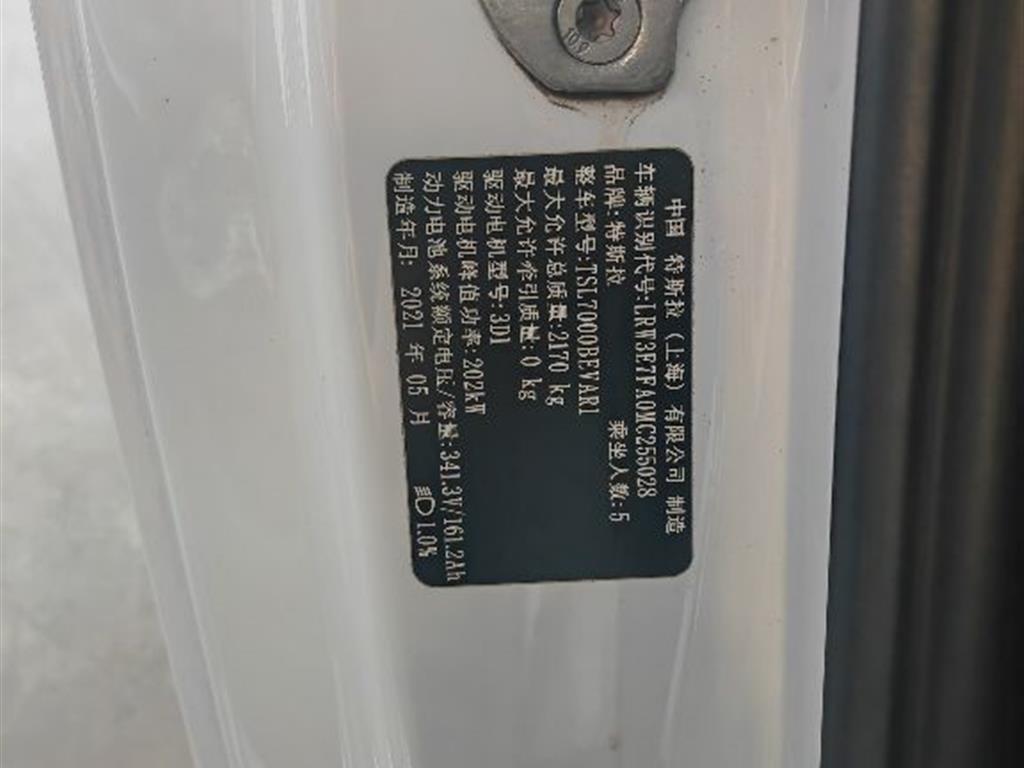 中国 特斯拉（上海）有限公司 制造
车辆识别代号:LRW3E7FA0MC255028
品牌:特斯拉 乘坐人数:5
整车型号:TSL7000BEVAR1
最大允许总质量:2170 kg
最大允许牵引质量:0 kg
驱动电机型号:3D1
驱动电机峰值功率:202kW
动力电池系统额定电压/容量:341.3V/161.2Ah
制造年月: 2021 年 05 月 1.0%
10.9